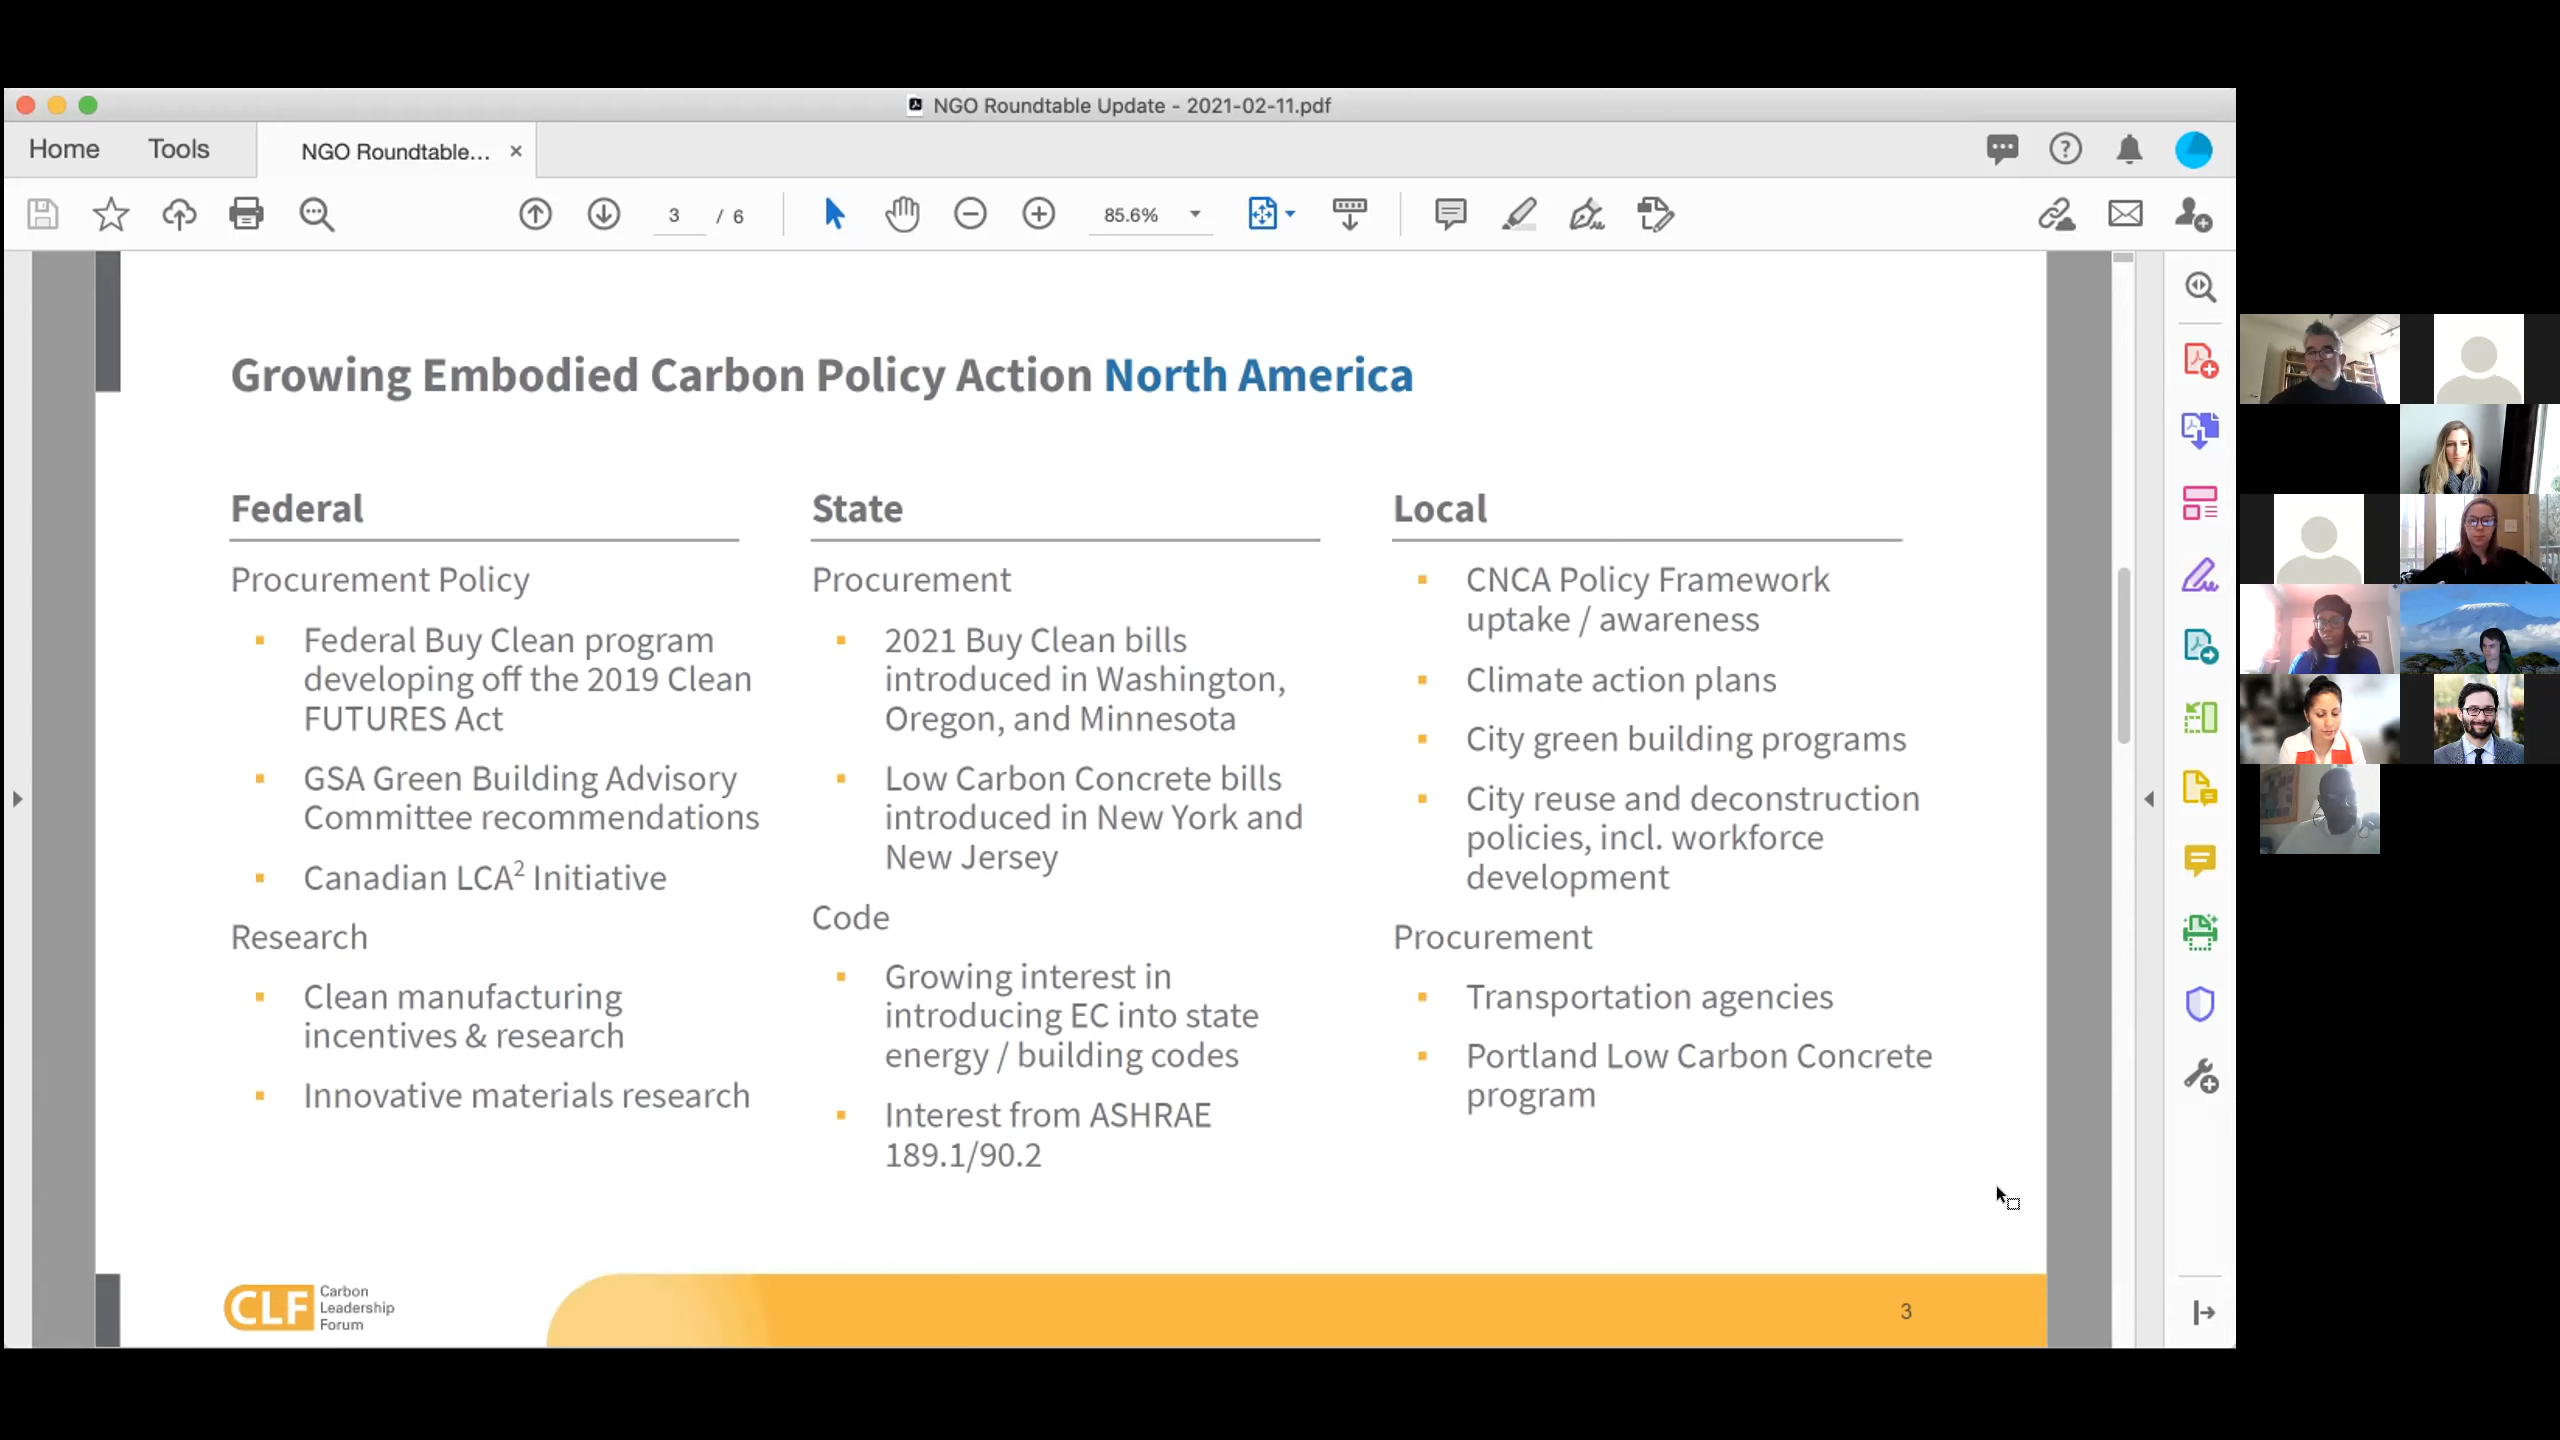 NGO Roundtable Update - 2021-02-11.pdf
Home
Tools
NGO Roundtable...
3 / 6
85.6%
Growing Embodied Carbon Policy Action North America
Federal
Procurement Policy
Federal Buy Clean program
developing off the 2019 Clean
FUTURES Act
GSA Green Building Advisory
Committee recommendations
Canadian LCA² Initiative
Research
Clean manufacturing
incentives & research
Innovative materials research
State
Procurement
2021 Buy Clean bills
introduced in Washington,
Oregon, and Minnesota
Low Carbon Concrete bills
introduced in New York and
New Jersey
Code
Growing interest in
introducing EC into state
energy / building codes
Interest from ASHRAE
189.1/90.2
Local
CNCA Policy Framework
uptake / awareness
Climate action plans
City green building programs
City reuse and deconstruction
policies, incl. workforce
development
Procurement
Transportation agencies
Portland Low Carbon Concrete
program
CLF
Carbon
Leadership
Forum
3